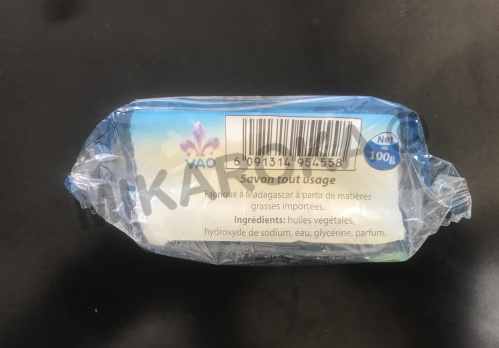 Net
100g
VAO
6 091314 954558
Savon tout usage
Fabriqué à Madagascar à partir de matières
grasses importées.
Ingrédients: huiles végétales,
hydroxyde de sodium, eau, glycérine, parfum.